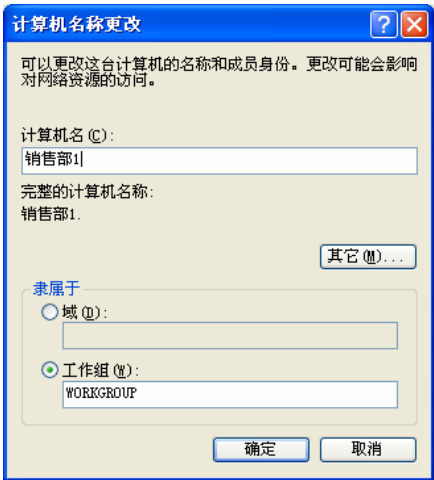 计算机名称更改
可以更改这台计算机的名称和成员身份。更改可能会影响
对网络资源的访问。
计算机名(C):
销售部1
完整的计算机名称:
销售部1.
其它(M)...
隶属于
域(D):
工作组(W):
WORKGROUP
确定
取消